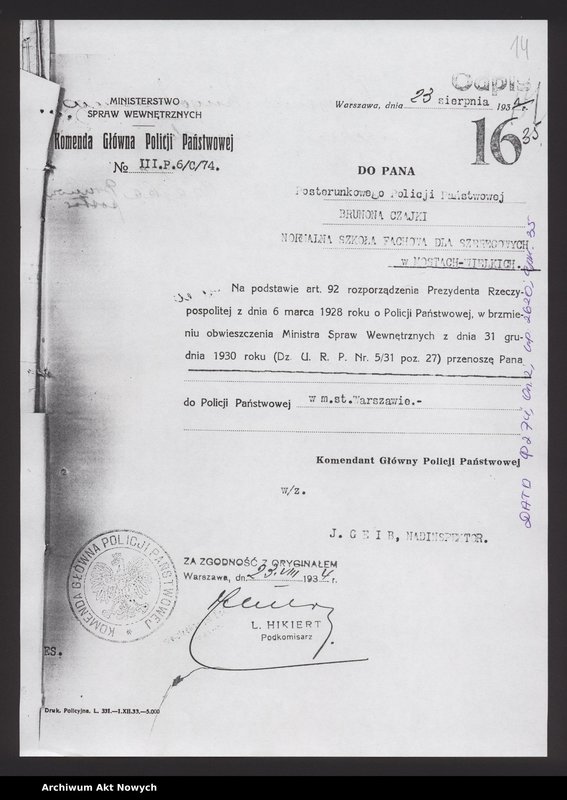 14
Odpis
MINISTERSTWO
SPRAW WEWNĘTRZNYCH
Komenda Główna Policji Państwowej
№ III.P.6/C/74.
Warszawa, dnia 23 sierpnia 1934 r.
16
35
DO PANA
Posterunkowego Policji Państwowej
BRUNONA CZAJKI
NORMALNA SZKOŁA FACHOWA DLA SZEREGOWYCH
w MOSTACH-WIELKICH.
Na podstawie art. 92 rozporządzenia Prezydenta Rzeczy-
pospolitej z dnia 6 marca 1928 roku o Policji Państwowej, w brzmie-
niu obwieszczenia Ministra Spraw Wewnętrznych z dnia 31 gru-
dnia 1930 roku (Dz. U. R. P. Nr. 5/31 poz. 27) przenoszę Pana
do Policji Państwowej w m.st.Warszawie.-
Komendant Główny Policji Państwowej
w/z.
J. G E I B, NADINSPEKTOR.
ZA ZGODNOŚĆ Z ORYGINAŁEM
Warszawa, dn. 23.VIII 1934 r.
L. HIKIERT
Podkomisarz
KOMENDA GŁÓWNA POLICJI PAŃSTWOWEJ
ES.
Druk. Policyjna. L. 331.—1.XII.33.—5.000
Archiwum Akt Nowych